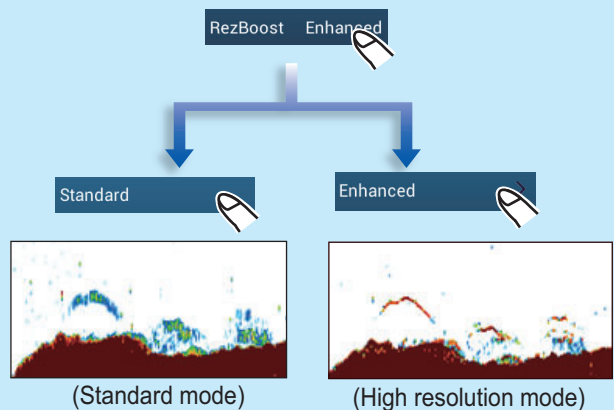 RezBoost Enhanced
Standard
Enhanced
(Standard mode)
(High resolution mode)